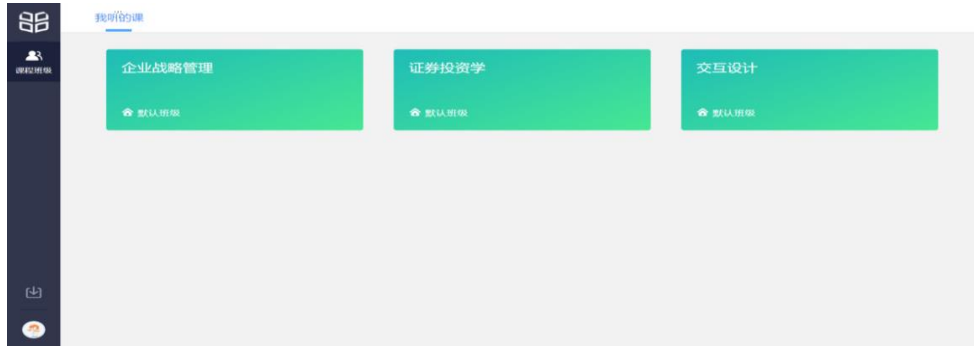 我听的课
课程班级
企业战略管理
默认班级
证券投资学
默认班级
交互设计
默认班级